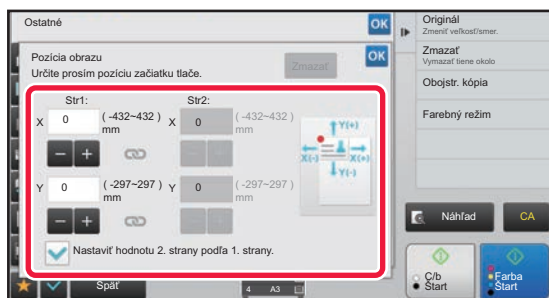 Ostatné
OK
Pozícia obrazu
Určite prosím pozíciu začiatku tlače.
Zmazať
OK
Str1:
Str2:
X 0 (-432~432) mm
X 0 (-432~432) mm
Y 0 (-297~297) mm
Y 0 (-297~297) mm
Y(+)
X(-) X(+)
Y(-)
Nastaviť hodnotu 2. strany podľa 1. strany.
Späť
4 A3
Originál
Zmeniť veľkosť/smer.
Zmazať
Vymazať tiene okolo
Obojstr. kópia
Farebný režim
Náhľad
CA
Č/b
Štart
Farba
Štart